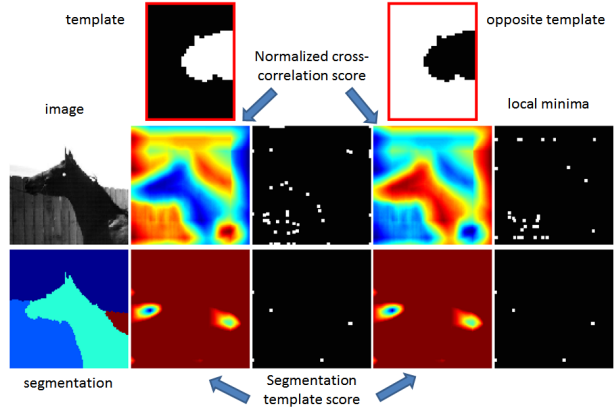 template
opposite template
Normalized cross-
correlation score
image
local minima
segmentation
Segmentation
template score